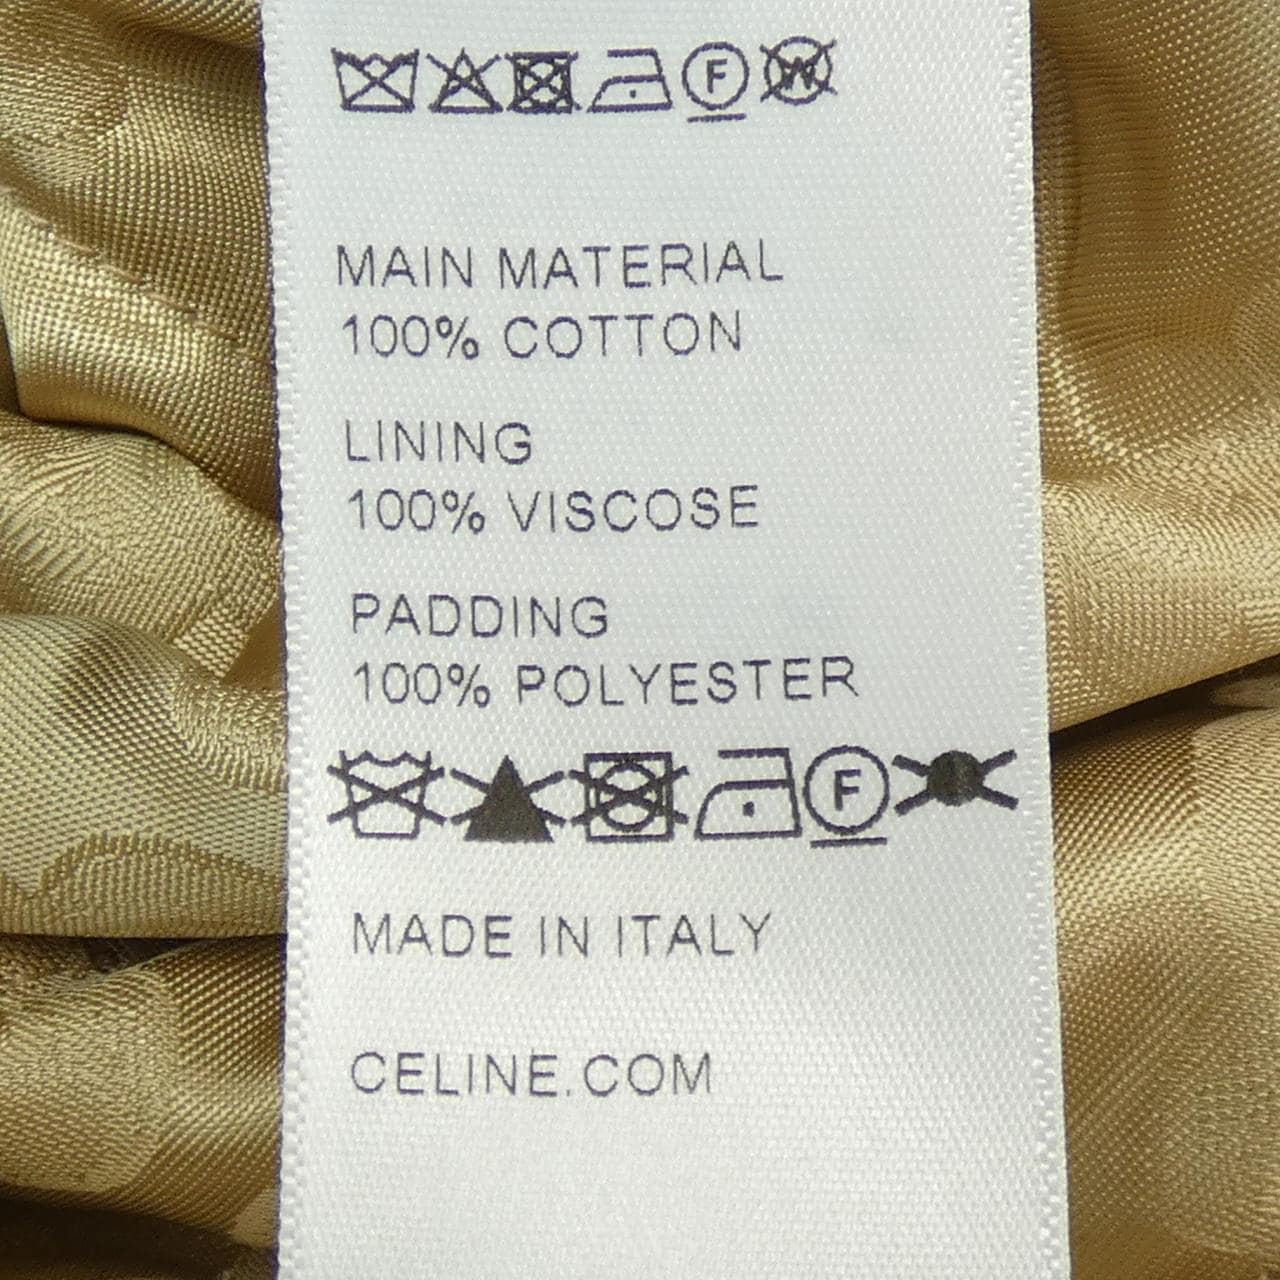 F W
MAIN MATERIAL
100% COTTON
LINING
100% VISCOSE
PADDING
100% POLYESTER
F
MADE IN ITALY
CELINE.COM